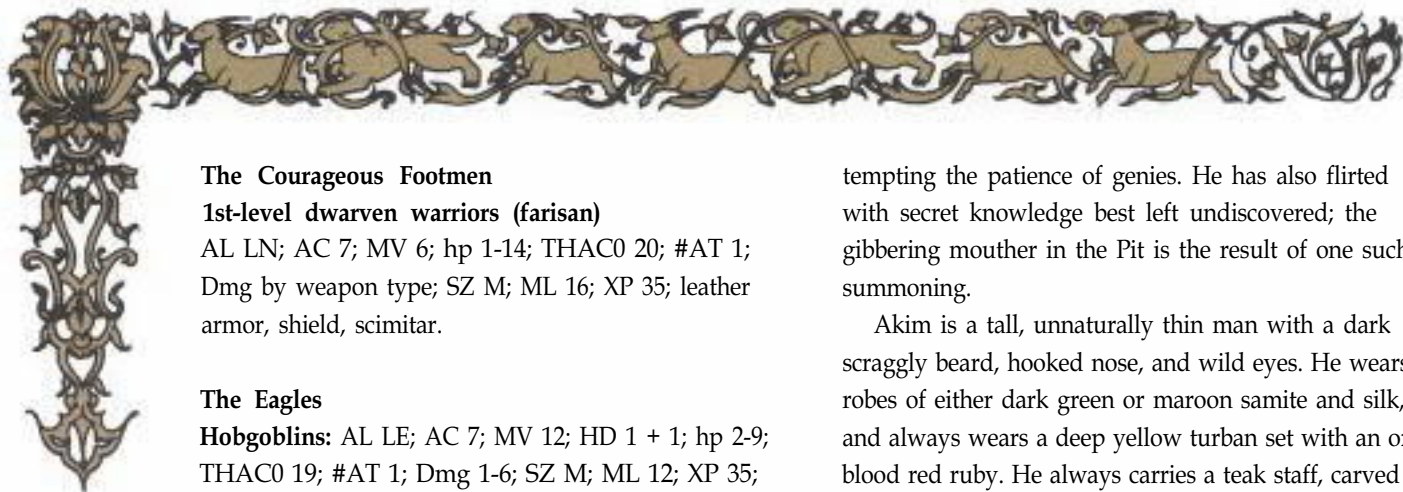 The Courageous Footmen
1st-level dwarven warriors (farisan)
AL LN; AC 7; MV 6; hp 1-14; THAC0 20; #AT 1;
Dmg by weapon type; SZ M; ML 16; XP 35; leather
armor, shield, scimitar.
The Eagles
Hobgoblins: AL LE; AC 7; MV 12; HD 1 + 1; hp 2-9;
THAC0 19; #AT 1; Dmg 1-6; SZ M; ML 12; XP 35;
tempting the patience of genies. He has also flirted
with secret knowledge best left undiscovered; the
gibbering mouther in the Pit is the result of one such
summoning.
Akim is a tall, unnaturally thin man with a dark
scraggly beard, hooked nose, and wild eyes. He wears
robes of either dark green or maroon samite and silk,
and always wears a deep yellow turban set with an
blood red ruby. He always carries a teak staff, carved